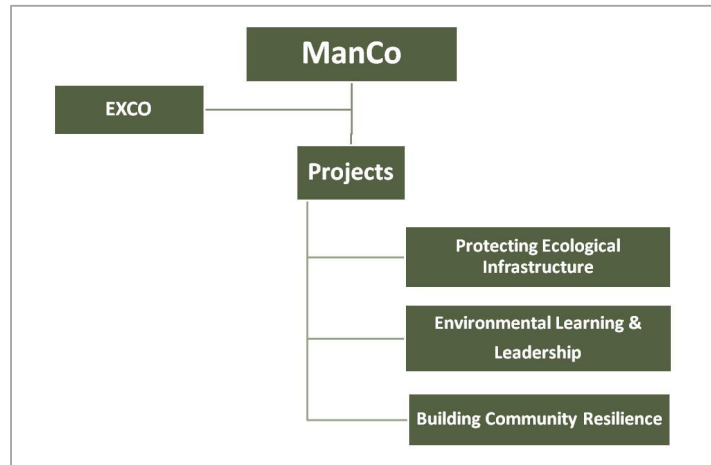 ManCo
EXCO
Projects
Protecting Ecological
Infrastructure
Environmental Learning &
Leadership
Building Community Resilience